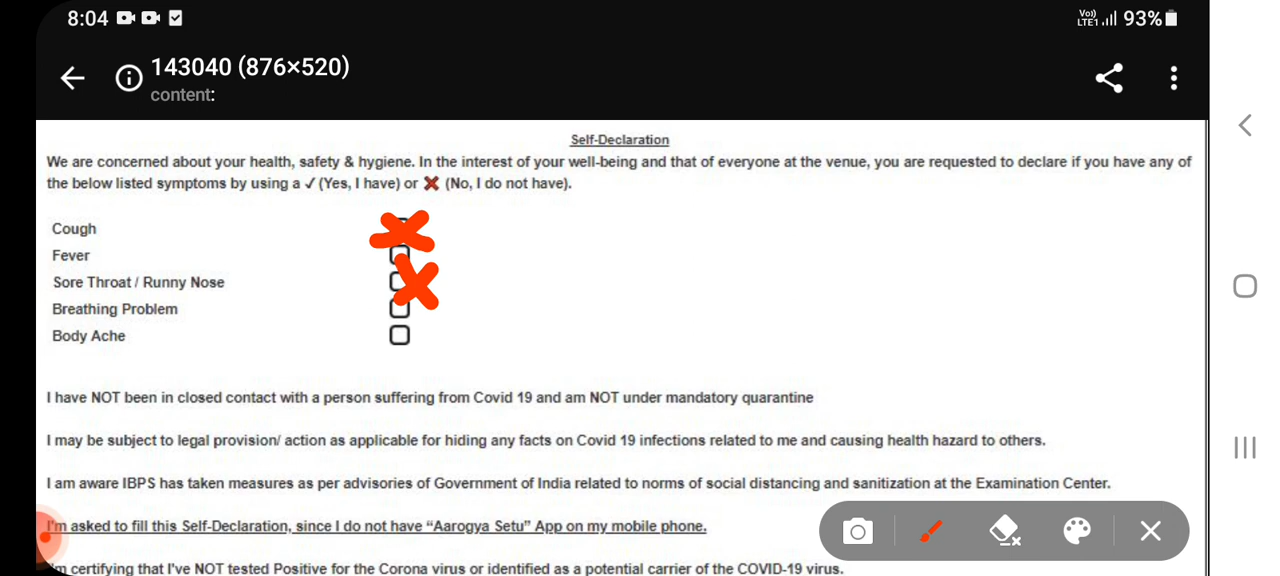 8:04
Vo)) LTE1 93%
143040 (876×520)
content:
Self-Declaration
We are concerned about your health, safety & hygiene. In the interest of your well-being and that of everyone at the venue, you are requested to declare if you have any of
the below listed symptoms by using a ✓ (Yes, I have) or ✗ (No, I do not have).
Cough
Fever
Sore Throat / Runny Nose
Breathing Problem
Body Ache
I have NOT been in closed contact with a person suffering from Covid 19 and am NOT under mandatory quarantine
I may be subject to legal provision/ action as applicable for hiding any facts on Covid 19 infections related to me and causing health hazard to others.
I am aware IBPS has taken measures as per advisories of Government of India related to norms of social distancing and sanitization at the Examination Center.
I'm asked to fill this Self-Declaration, since I do not have “Aarogya Setu” App on my mobile phone.
I'm certifying that I've NOT tested Positive for the Corona virus or identified as a potential carrier of the COVID-19 virus.